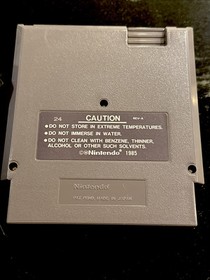 24 CAUTION REV-A
•DO NOT STORE IN EXTREME TEMPERATURES.
•DO NOT IMMERSE IN WATER.
•DO NOT CLEAN WITH BENZENE, THINNER,
ALCOHOL OR OTHER SUCH SOLVENTS.
©®Nintendo® 1985
Nintendo